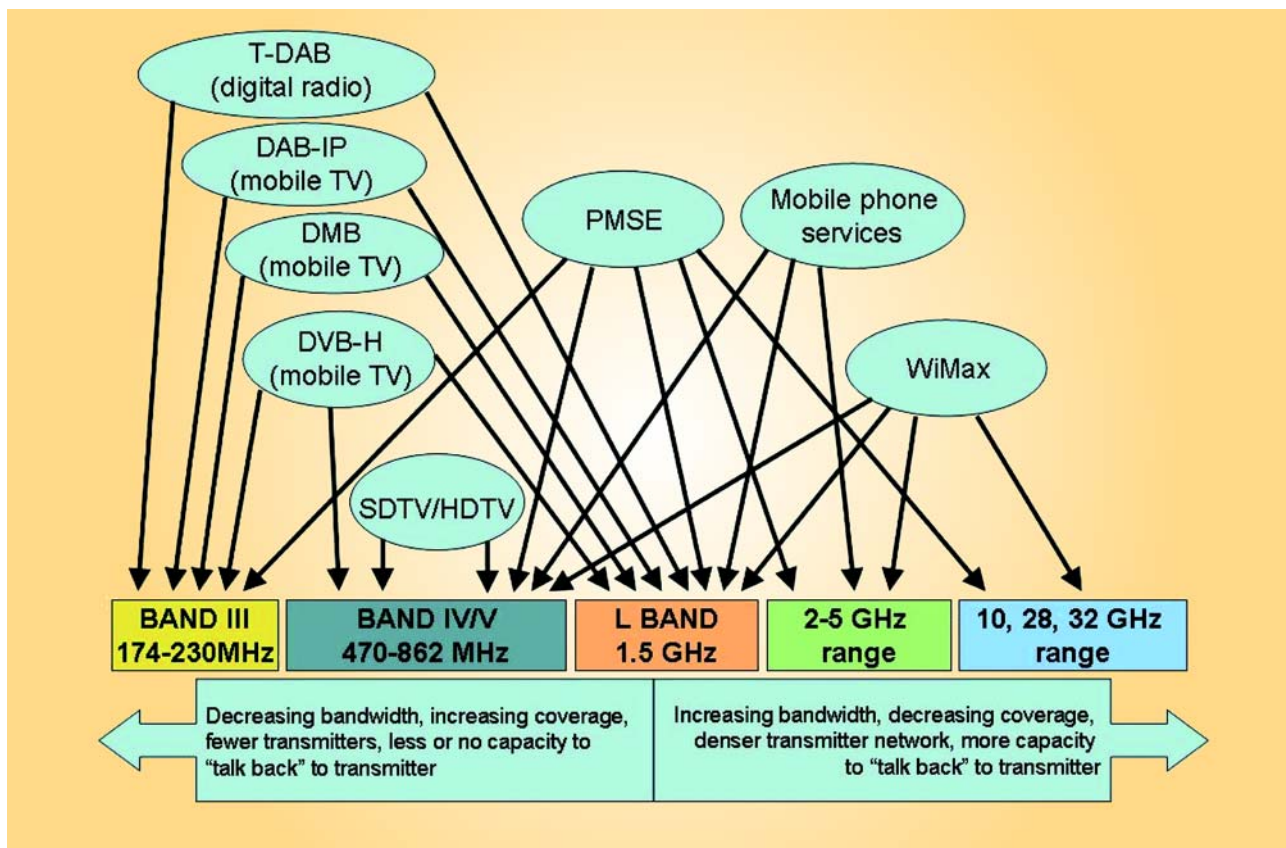 T-DAB
(digital radio)
DAB-IP
(mobile TV)
DMB
(mobile TV)
DVB-H
(mobile TV)
SDTV/HDTV
PMSE
Mobile phone
services
WiMax
BAND III
174-230MHz
BAND IV/V
470-862 MHz
L BAND
1.5 GHz
2-5 GHz
range
10, 28, 32 GHz
range
Decreasing bandwidth, increasing coverage,
fewer transmitters, less or no capacity to
“talk back” to transmitter
Increasing bandwidth, decreasing coverage,
denser transmitter network, more capacity
to “talk back” to transmitter